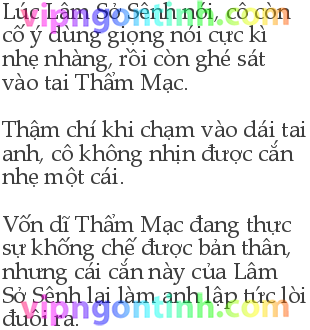 Lúc Lâm Sở Sênh nói, cô còn
cố ý dùng giọng nói cực kì
nhẹ nhàng, rồi còn ghé sát
vào tai Thẩm Mạc.
Thậm chí khi chạm vào dái tai
anh, cô không nhịn được cắn
nhẹ một cái.
Vốn dĩ Thẩm Mạc đang thực
sự khống chế được bản thân,
nhưng cái cắn này của Lâm
Sở Sênh lại làm anh lập tức lòi
đuôi ra.
vipngontinh.com
vipngontinh.com